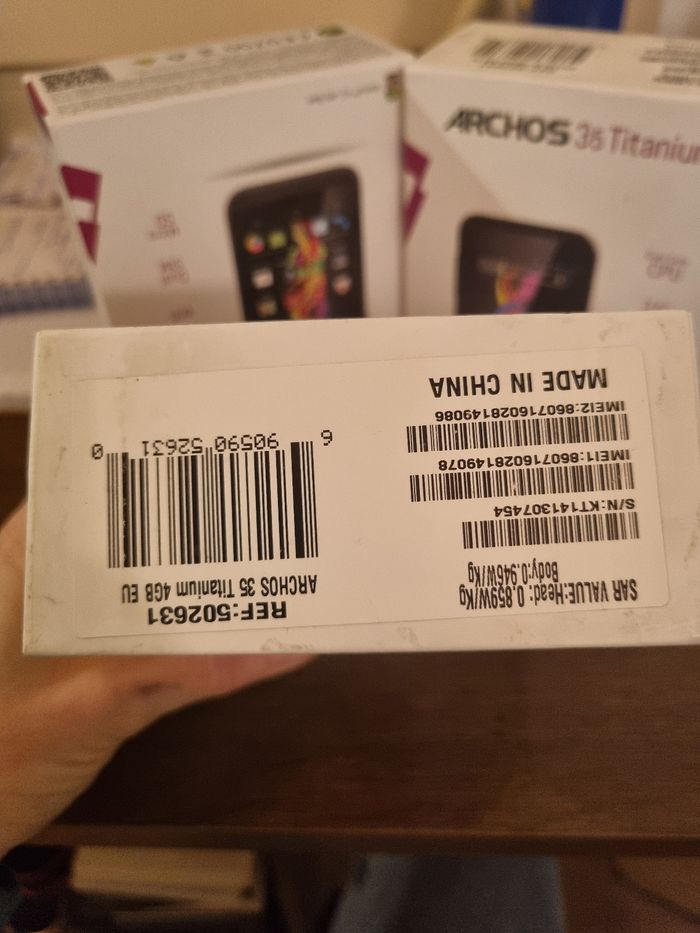 ARCHOS 35 Titanium
REF:502631
ARCHOS 35 Titanium 4GB EU
6 90590 52631 0
SAR VALUE:Head: 0.859W/Kg
Body:0.946W/Kg
S/N:KT141307454
IMEI1:860716028149078
IMEI2:860716028149086
MADE IN CHINA
CPU